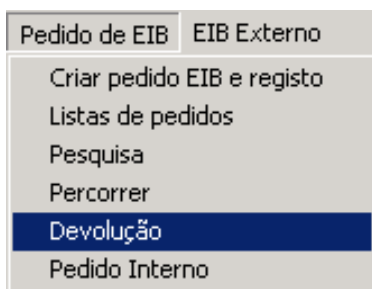 Pedido de EIB EIB Externo
Criar pedido EIB e registo
Listas de pedidos
Pesquisa
Percorrer
Devolução
Pedido Interno